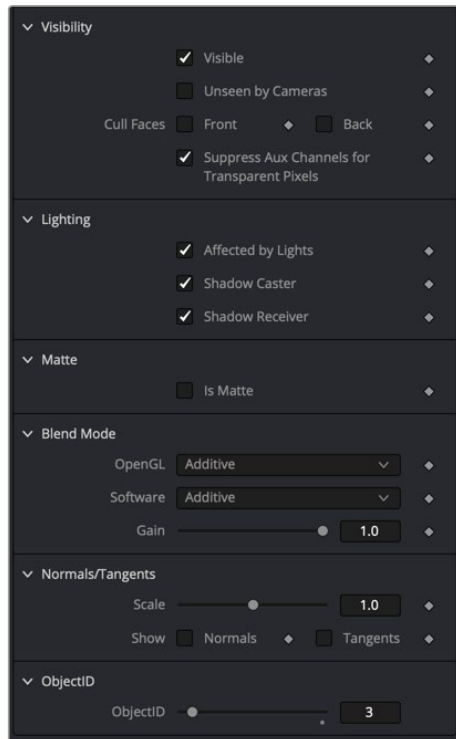 Visibility
Visible
Unseen by Cameras
Cull Faces Front Back
Suppress Aux Channels for
Transparent Pixels
Lighting
Affected by Lights
Shadow Caster
Shadow Receiver
Matte
Is Matte
Blend Mode
OpenGL Additive
Software Additive
Gain 1.0
Normals/Tangents
Scale 1.0
Show Normals Tangents
ObjectID
ObjectID 3